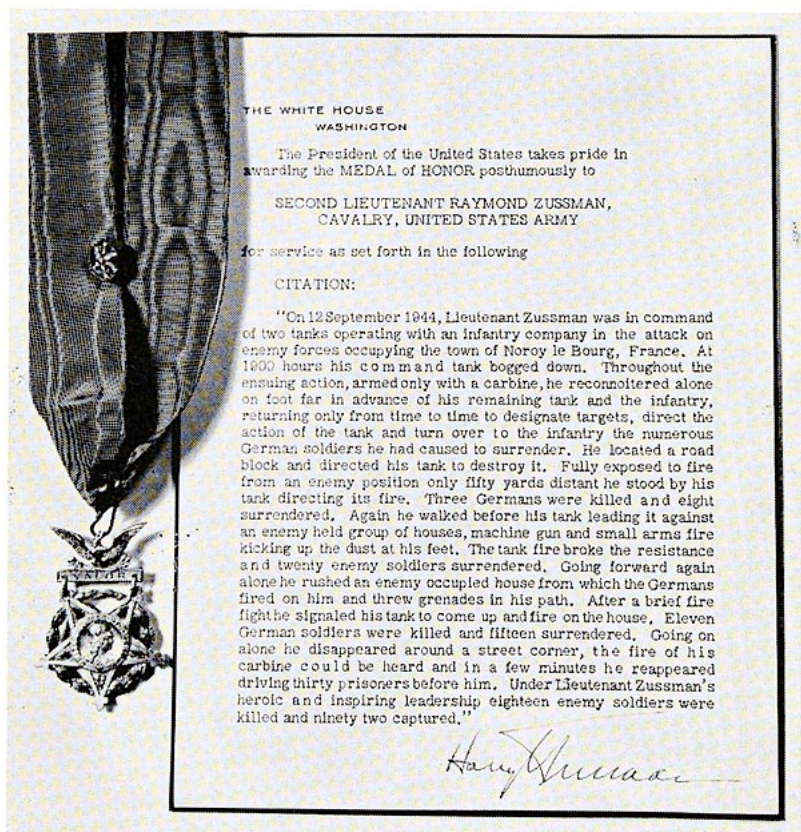 THE WHITE HOUSE
WASHINGTON
The President of the United States takes pride in
awarding the MEDAL of HONOR posthumously to
SECOND LIEUTENANT RAYMOND ZUSSMAN,
CAVALRY, UNITED STATES ARMY
for service as set forth in the following
CITATION:
"On 12 September 1944, Lieutenant Zussman was in command
of two tanks operating with an infantry company in the attack on
enemy forces occupying the town of Noroy le Bourg, France. At
1900 hours his command tank bogged down. Throughout the
ensuing action, armed only with a carbine, he reconnoitered alone
on foot far in advance of his remaining tank and the infantry,
returning only from time to time to designate targets, direct the
action of the tank and turn over to the infantry the numerous
German soldiers he had caused to surrender. He located a road
block and directed his tank to destroy it. Fully exposed to fire
from an enemy position only fifty yards distant he stood by his
tank directing its fire. Three Germans were killed and eight
surrendered. Again he walked before his tank leading it against
an enemy held group of houses, machine gun and small arms fire
kicking up the dust at his feet. The tank fire broke the resistance
and twenty enemy soldiers surrendered. Going forward again
alone he rushed an enemy occupied house from which the Germans
fired on him and threw grenades in his path. After a brief fire
fight he signaled his tank to come up and fire on the house. Eleven
German soldiers were killed and fifteen surrendered. Going on
alone he disappeared around a street corner, the fire of his
carbine could be heard and in a few minutes he reappeared
driving thirty prisoners before him. Under Lieutenant Zussman's
heroic and inspiring leadership eighteen enemy soldiers were
killed and ninety two captured."
Harry Truman
VALOR